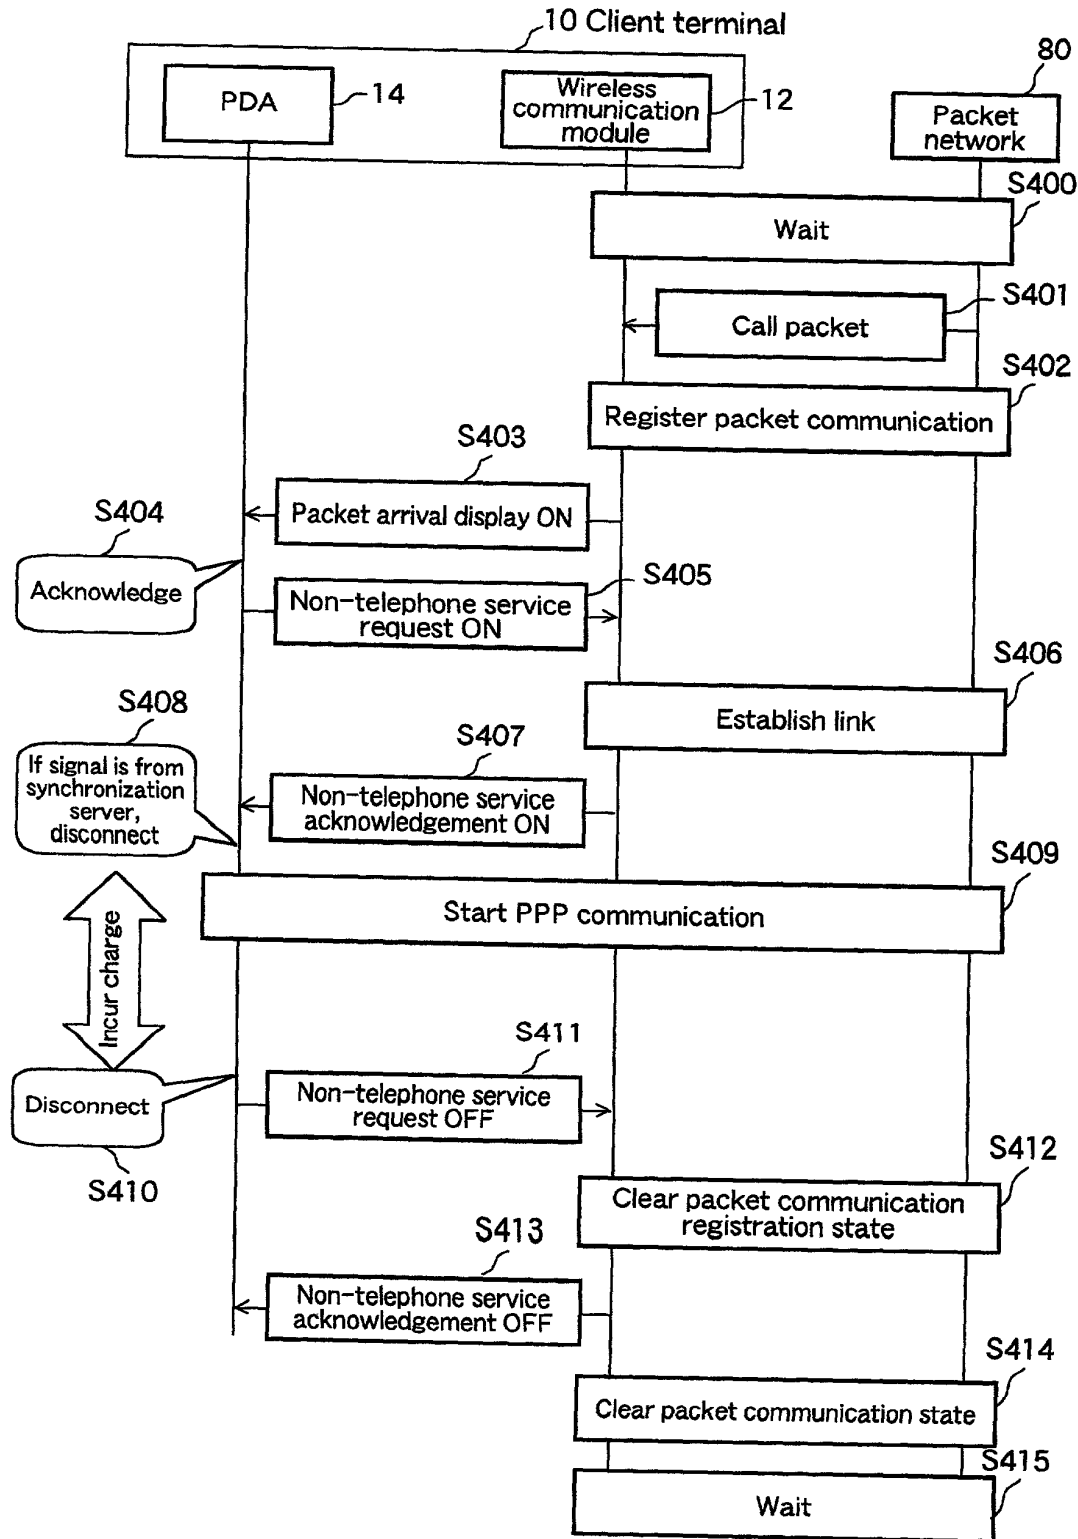 10 Client terminal
PDA
14
Wireless
communication
module
12
80
Packet
network
S400
Wait
S401
Call packet
S402
Register packet communication
S403
Packet arrival display ON
S404
Acknowledge
S405
Non-telephone service
request ON
S406
Establish link
S408
If signal is from
synchronization
server,
disconnect
S407
Non-telephone service
acknowledgement ON
S409
Start PPP communication
Incur charge
S411
Non-telephone service
request OFF
Disconnect
S410
S412
Clear packet communication
registration state
S413
Non-telephone service
acknowledgement OFF
S414
Clear packet communication state
S415
Wait